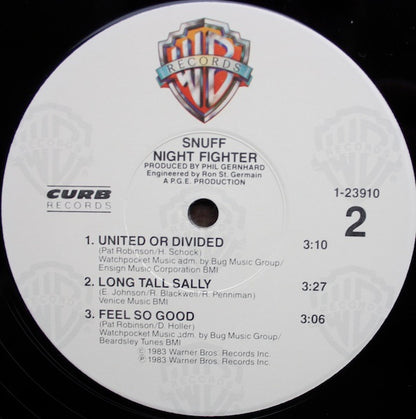 WB
RECORDS
SNUFF
NIGHT FIGHTER
PRODUCED BY PHIL GERNHARD
Engineered by Ron St. Germain
A P.G.E. PRODUCTION
CURB
RECORDS
1-23910
2
1. UNITED OR DIVIDED 3:10
(Pat Robinson/H. Schock)
Watchpocket Music adm. by Bug Music Group/
Ensign Music Corporation BMI
2. LONG TALL SALLY 3:27
(E. Johnson/R. Blackwell/R. Penniman)
Venice Music BMI
3. FEEL SO GOOD 3:06
(Pat Robinson/D. Holler)
Watchpocket Music adm. by Bug Music Group/
Beardsley Tunes BMI
© 1983 Warner Bros. Records Inc.
℗ 1983 Warner Bros. Records Inc.